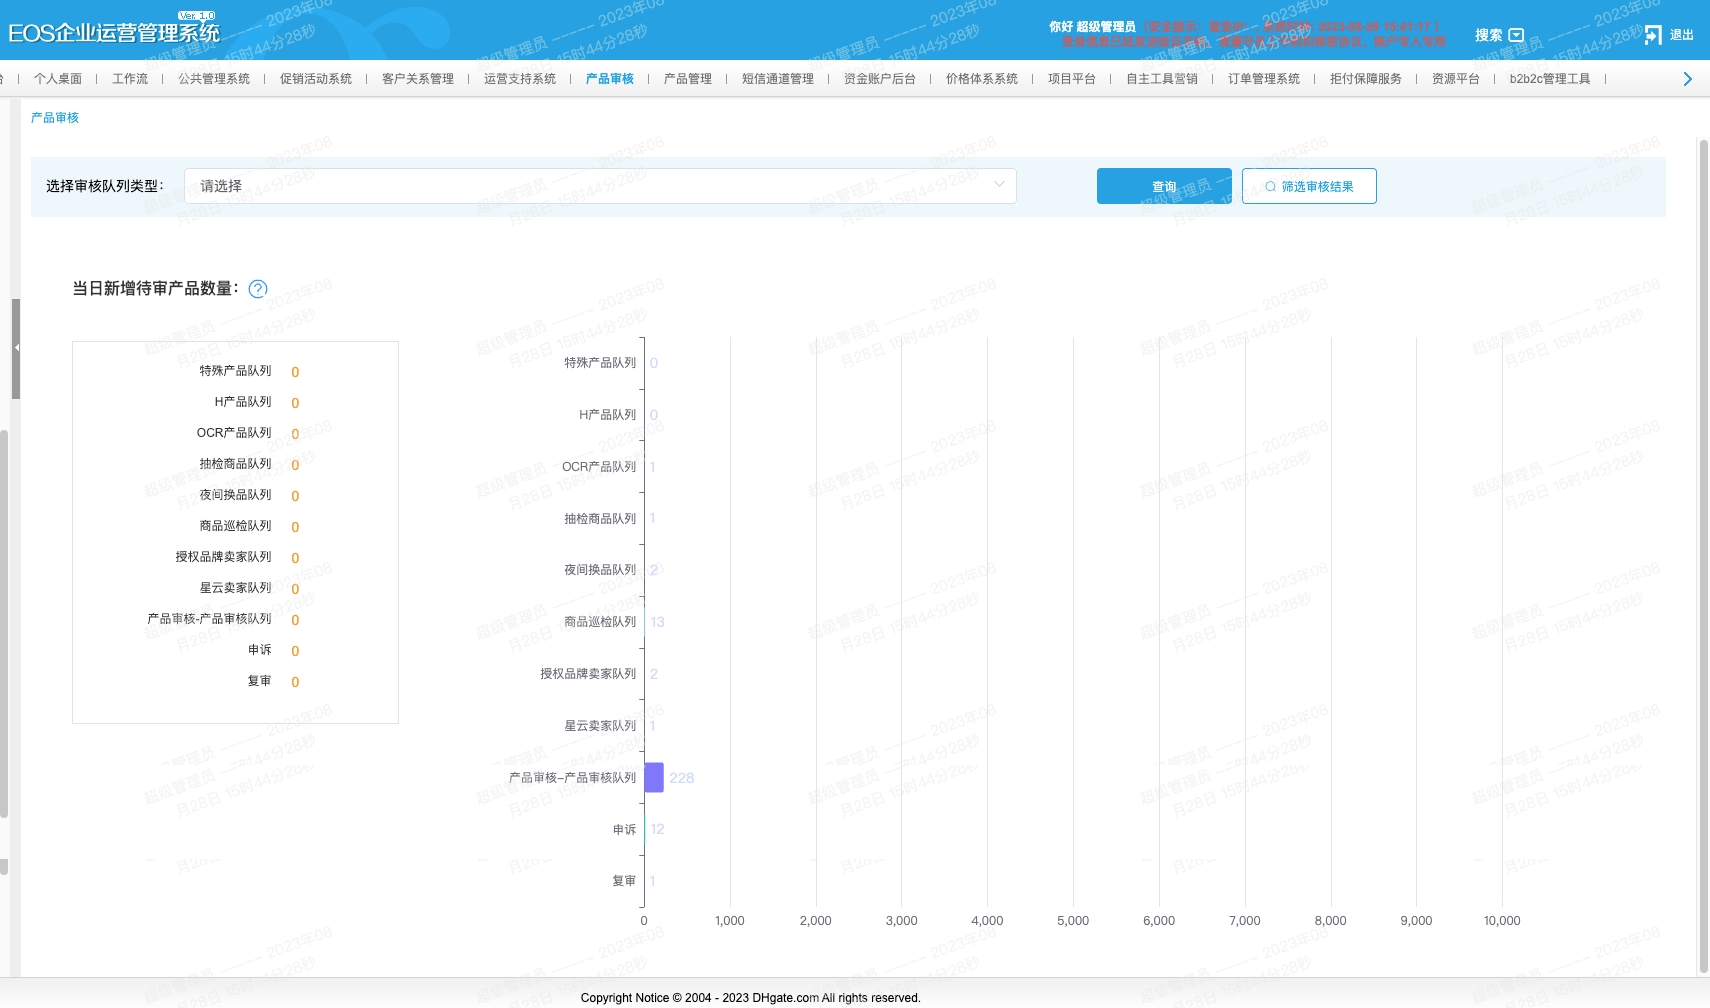 Ver. 1.0
EOS企业运营管理系统
你好 超级管理员
搜索
退出
个人桌面 | 工作流 | 公共管理系统 | 促销活动系统 | 客户关系管理 | 运营支持系统 | 产品审核 | 产品管理 | 短信通道管理 | 资金账户后台 | 价格体系系统 | 项目平台 | 自主工具营销 | 订单管理系统 | 拒付保障服务 | 资源平台 | b2b2c管理工具 |
产品审核
选择审核队列类型：
请选择
查询
筛选审核结果
当日新增待审产品数量：
特殊产品队列 0
H产品队列 0
OCR产品队列 0
抽检商品队列 0
夜间换品队列 0
商品巡检队列 0
授权品牌卖家队列 0
星云卖家队列 0
产品审核-产品审核队列 0
申诉 0
复审 0
特殊产品队列 0
H产品队列 0
OCR产品队列 1
抽检商品队列 1
夜间换品队列 2
商品巡检队列 13
授权品牌卖家队列 2
星云卖家队列 1
产品审核-产品审核队列 228
申诉 12
复审 1
0 1,000 2,000 3,000 4,000 5,000 6,000 7,000 8,000 9,000 10,000
Copyright Notice © 2004 - 2023 DHgate.com All rights reserved.
超级管理员 —— 2023年08月28日 15时44分28秒